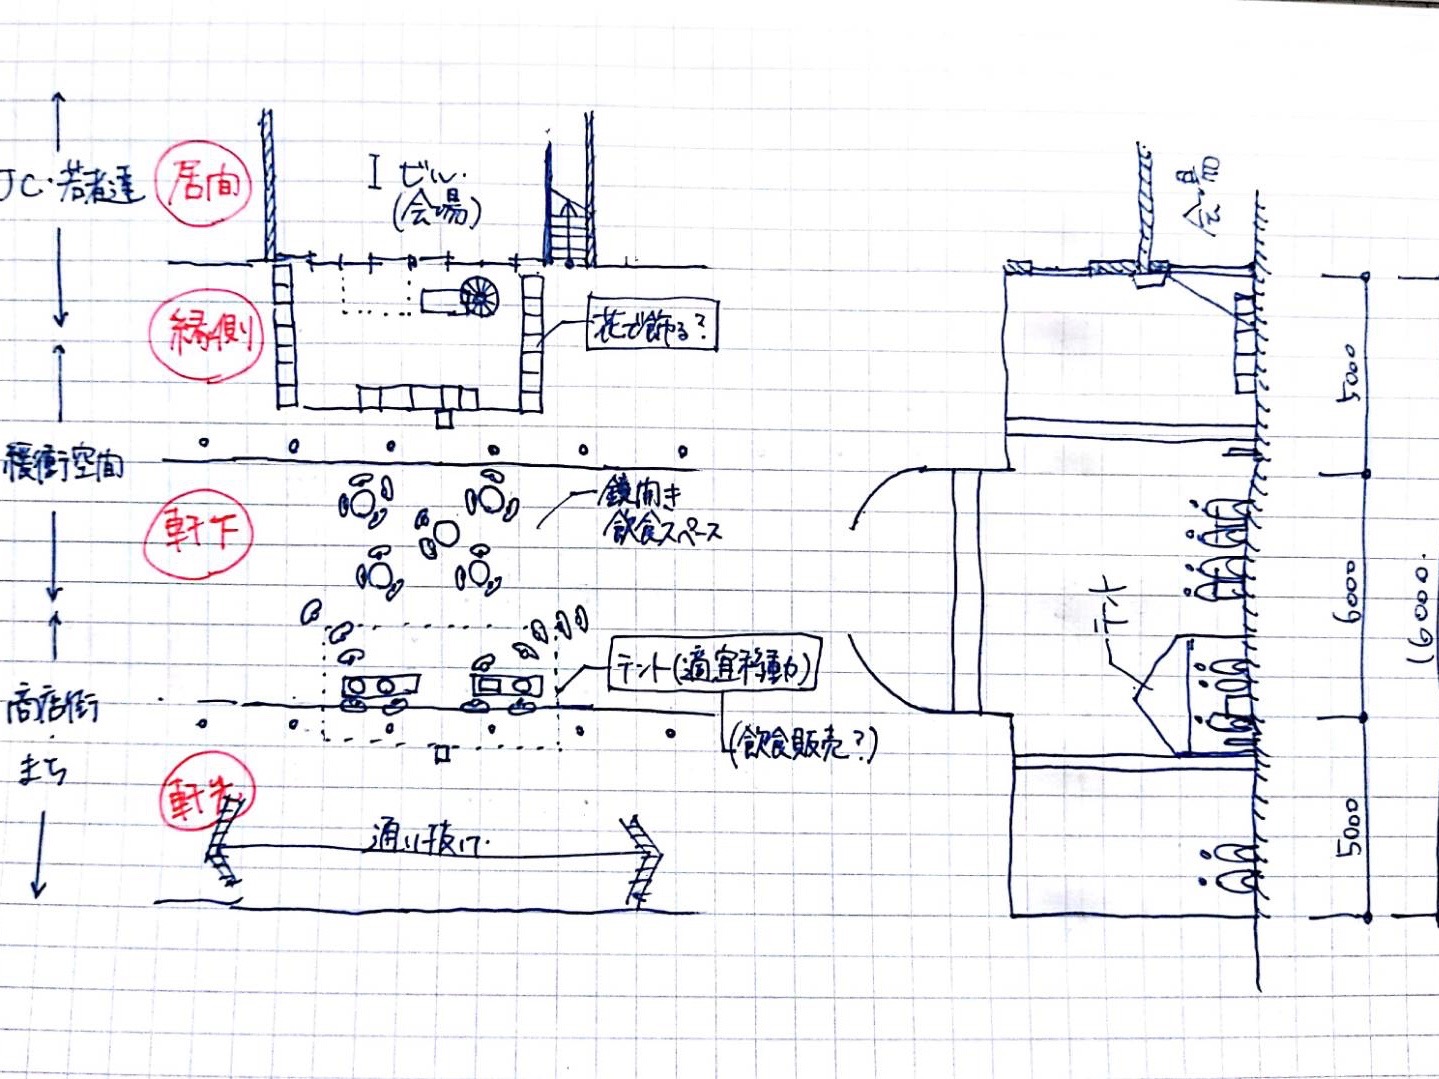 JC・若者達
居間
Iビル.
(会場)
縁側
花で飾る?
緩衝空間
軒下
鏡開き
飲食スペース
商店街
まち
テント(適宜移動)
(飲食販売?)
軒先
通り抜け.
会場
テント
5000
6000
5000
16000.